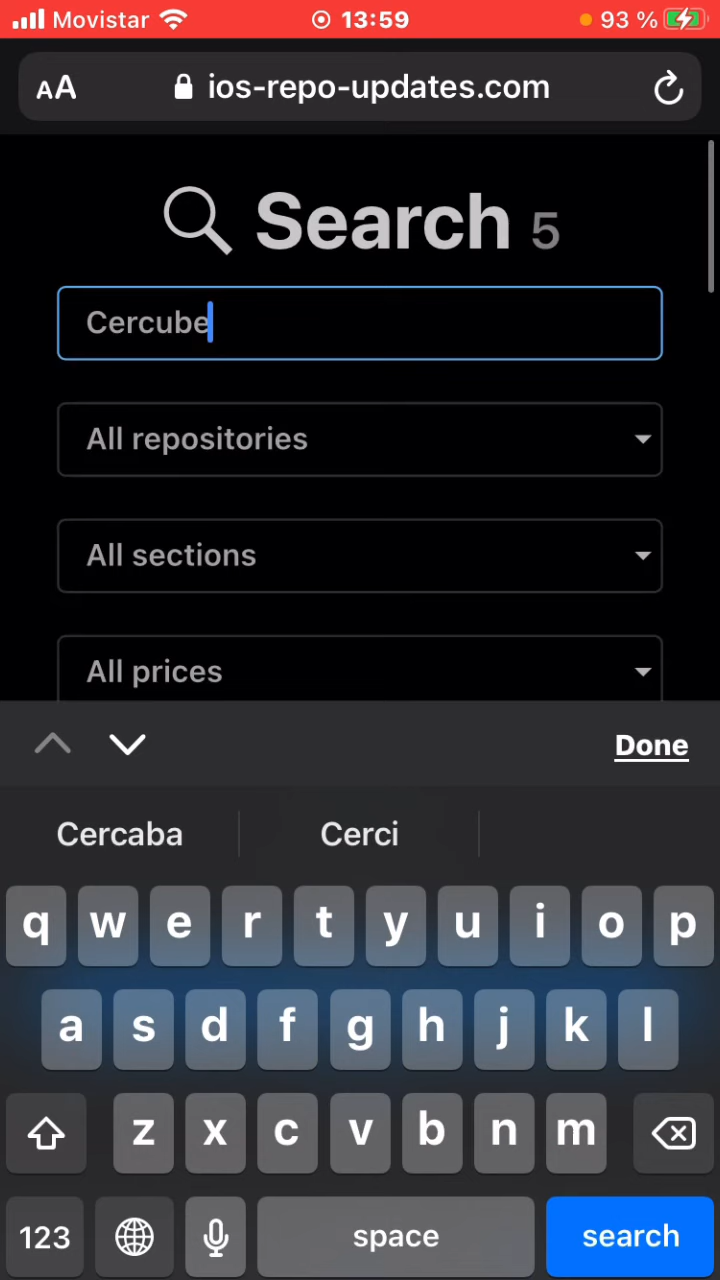 Movistar 13:59 93 %
AA ios-repo-updates.com
Search 5
Cercube
All repositories
All sections
All prices
Done
Cercaba Cerci
q w e r t y u i o p
a s d f g h j k l
z x c v b n m
123 space search